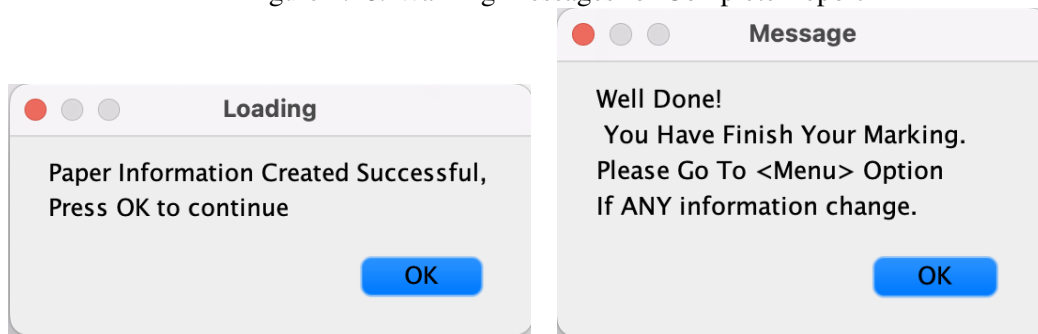 Loading
Paper Information Created Successful,
Press OK to continue
OK
Message
Well Done!
You Have Finish Your Marking.
Please Go To <Menu> Option
If ANY information change.
OK